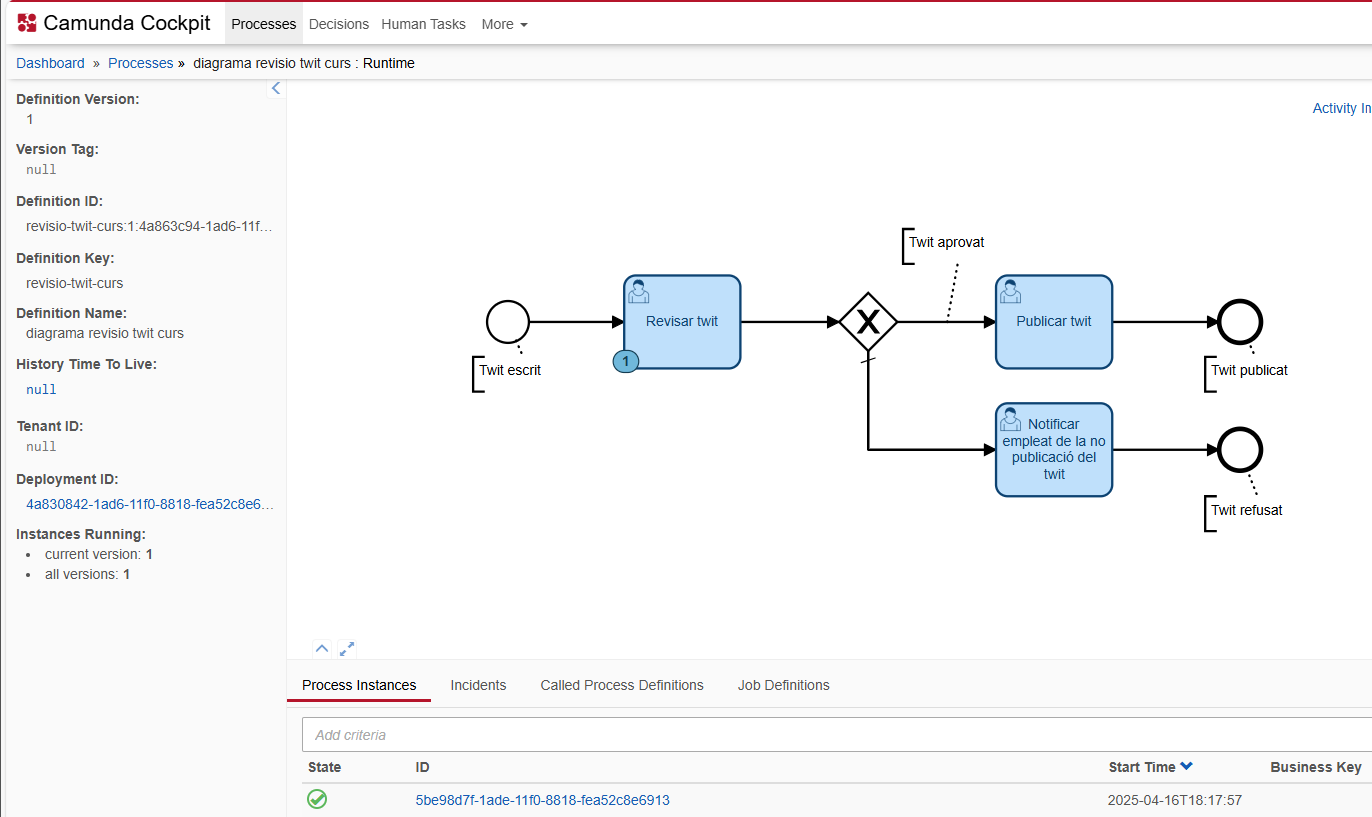 Camunda Cockpit Processes Decisions Human Tasks More
Dashboard » Processes » diagrama revisio twit curs : Runtime
Definition Version:
1
Version Tag:
null
Definition ID:
revisio-twit-curs:1:4a863c94-1ad6-11f...
Definition Key:
revisio-twit-curs
Definition Name:
diagrama revisio twit curs
History Time To Live:
null
Tenant ID:
null
Deployment ID:
4a830842-1ad6-11f0-8818-fea52c8e6...
Instances Running:
• current version: 1
• all versions: 1
Activity In
Twit aprovat
Revisar twit
1
Publicar twit
Twit escrit
Twit publicat
Notificar
empleat de la no
publicació del
twit
Twit refusat
Process Instances Incidents Called Process Definitions Job Definitions
Add criteria
State ID Start Time Business Key
5be98d7f-1ade-11f0-8818-fea52c8e6913 2025-04-16T18:17:57